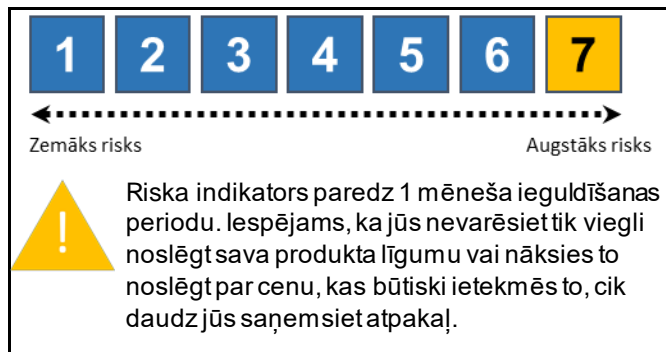 1 2 3 4 5 6 7
Zemāks risks Augstāks risks
!
Riska indikators paredz 1 mēneša ieguldīšanas
periodu. Iespējams, ka jūs nevarēsiet tik viegli
noslēgt sava produkta līgumu vai nāksies to
noslēgt par cenu, kas būtiski ietekmēs to, cik
daudz jūs saņemsiet atpakaļ.